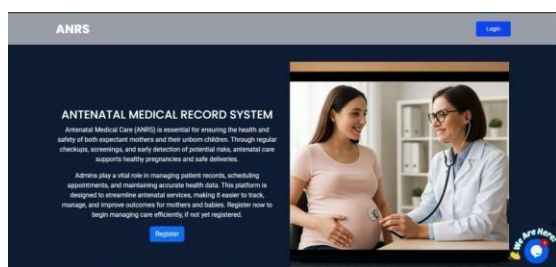 ANRS
Login
ANTENATAL MEDICAL RECORD SYSTEM
Antenatal Medical Care (ANRS) is essential for ensuring the health and
safety of both expectant mothers and their unborn children. Through regular
checkups, screenings, and early detection of potential risks, antenatal care
supports healthy pregnancies and safe deliveries.
Admins play a vital role in managing patient records, scheduling
appointments, and maintaining accurate health data. This platform is
designed to streamline antenatal services, making it easier to track,
manage, and improve outcomes for mothers and babies. Register now to
begin managing care efficiently, if not yet registered.
Register
We Are Here!